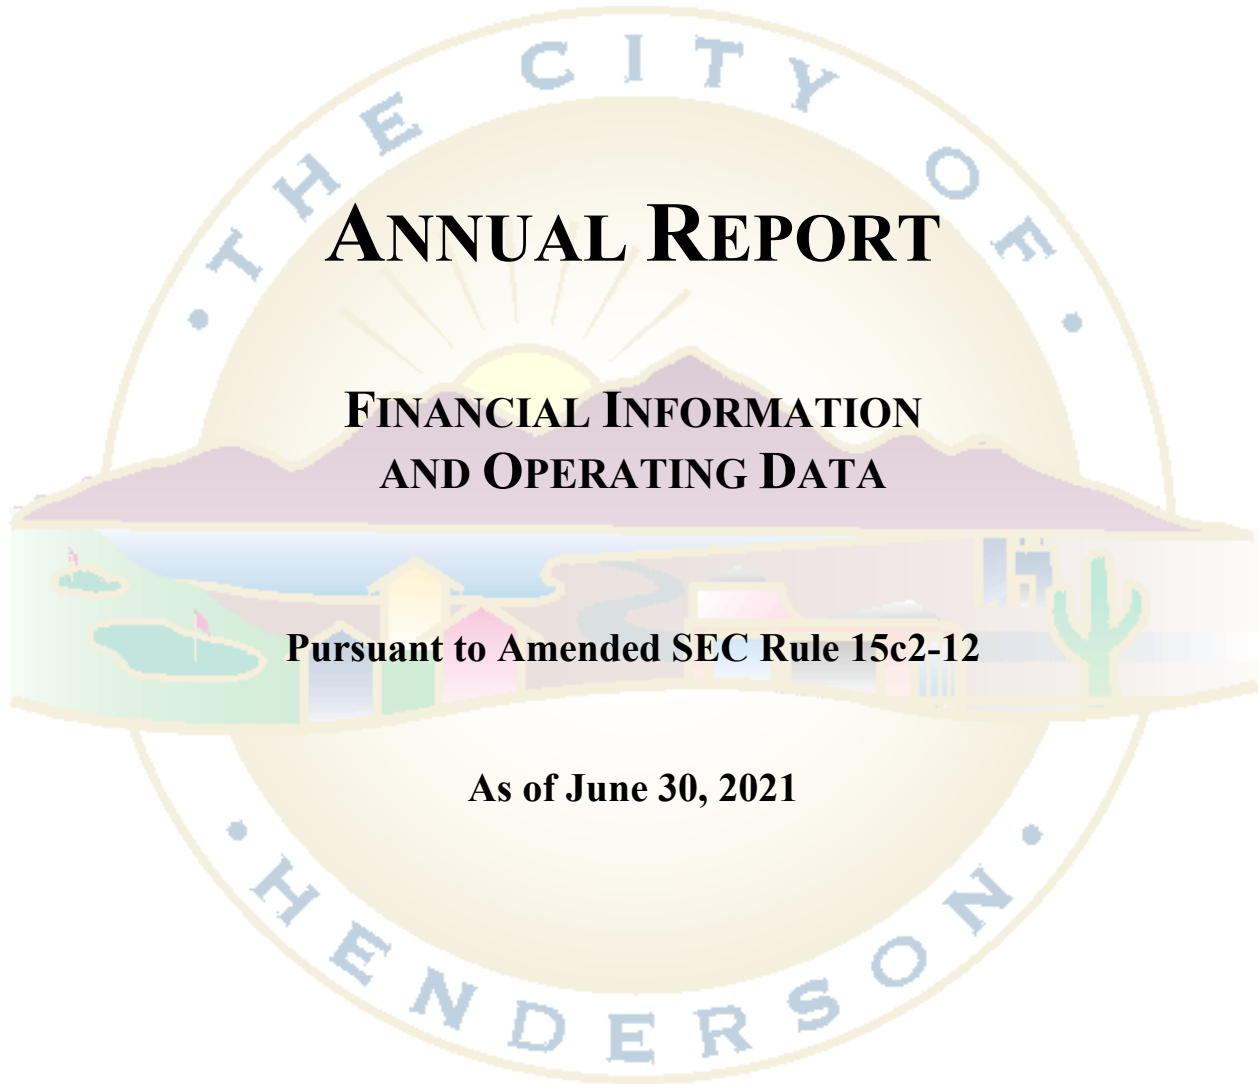 THE CITY OF
ANNUAL REPORT
FINANCIAL INFORMATION
AND OPERATING DATA
Pursuant to Amended SEC Rule 15c2-12
As of June 30, 2021
HENDERSON